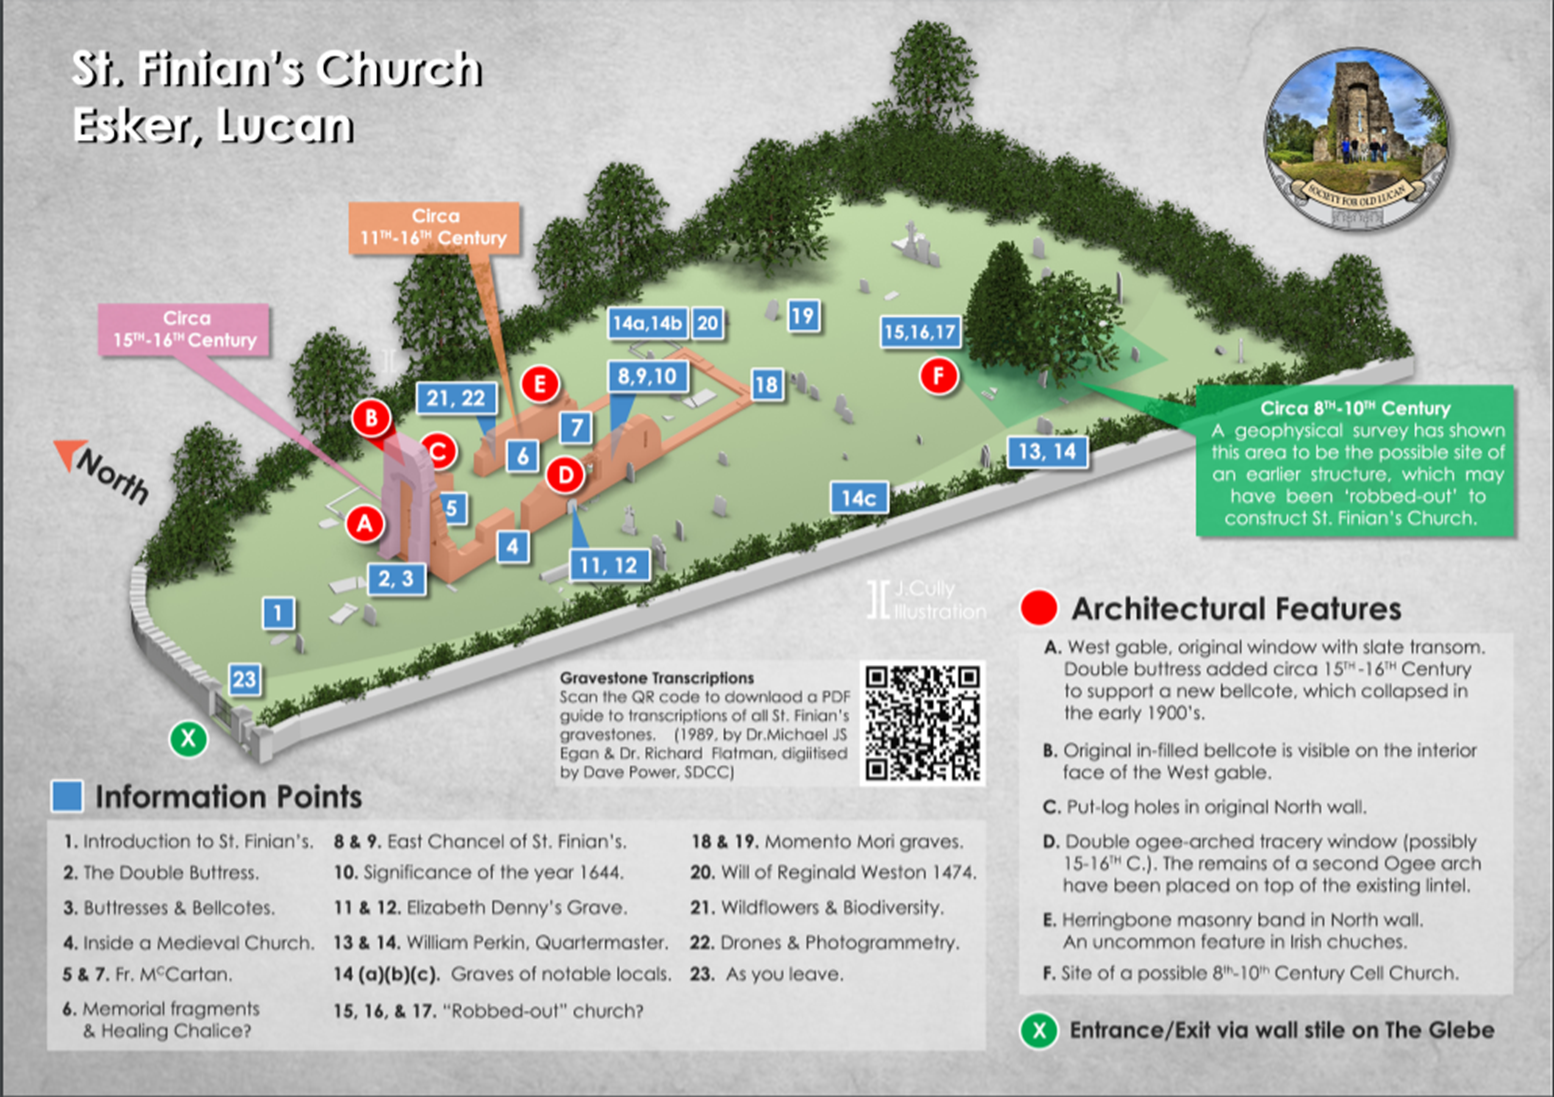 St. Finian's Church
Esker, Lucan
SOCIETY FOR OLD LUCAN
Circa
11TH-16TH Century
Circa
15TH-16TH Century
North
14a,14b
20
19
15,16,17
F
8,9,10
18
E
21, 22
B
7
C
6
D
13, 14
14c
A
5
4
11, 12
2, 3
1
23
X
Circa 8TH-10TH Century
A geophysical survey has shown
this area to be the possible site of
an earlier structure, which may
have been 'robbed-out' to
construct St. Finian's Church.
J.Cully
Illustration
Gravestone Transcriptions
Scan the QR code to downlaod a PDF
guide to transcriptions of all St. Finian's
gravestones. (1989, by Dr.Michael JS
Egan & Dr. Richard Flatman, digiitised
by Dave Power, SDCC)
Information Points
1. Introduction to St. Finian's.
2. The Double Buttress.
3. Buttresses & Bellcotes.
4. Inside a Medieval Church.
5 & 7. Fr. McCartan.
6. Memorial fragments
& Healing Chalice?
8 & 9. East Chancel of St. Finian's.
10. Significance of the year 1644.
11 & 12. Elizabeth Denny's Grave.
13 & 14. William Perkin, Quartermaster.
14 (a)(b)(c). Graves of notable locals.
15, 16, & 17. "Robbed-out" church?
18 & 19. Momento Mori graves.
20. Will of Reginald Weston 1474.
21. Wildflowers & Biodiversity.
22. Drones & Photogrammetry.
23. As you leave.
Architectural Features
A. West gable, original window with slate transom.
Double buttress added circa 15TH-16TH Century
to support a new bellcote, which collapsed in
the early 1900's.
B. Original in-filled bellcote is visible on the interior
face of the West gable.
C. Put-log holes in original North wall.
D. Double ogee-arched tracery window (possibly
15-16TH C.). The remains of a second Ogee arch
have been placed on top of the existing lintel.
E. Herringbone masonry band in North wall.
An uncommon feature in Irish chuches.
F. Site of a possible 8th-10th Century Cell Church.
X Entrance/Exit via wall stile on The Glebe